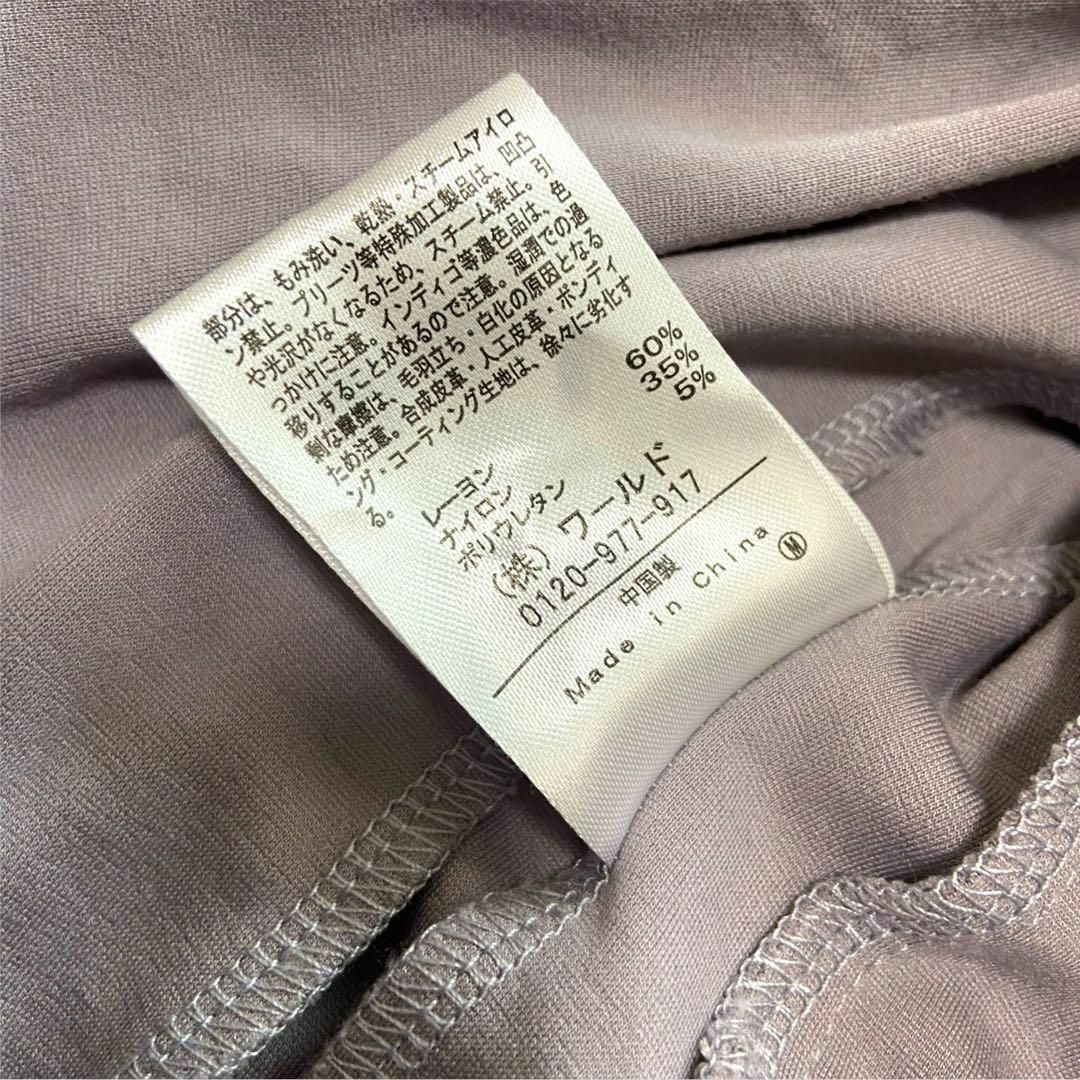 部分は、もみ洗い、乾熱・スチームアイロ
ン禁止。プリーツ等特殊加工製品は、凹凸
や光沢がなくなるため、スチーム禁止。引
っかけに注意。インディゴ等濃色品は、色
移りすることがあるので注意。湿潤での過
剰な摩擦は、毛羽立ち・白化の原因となる
ため注意。合成皮革・人工皮革・ボンディ
ング・コーティング生地は、徐々に劣化す
る。
レーヨン 60%
ナイロン 35%
ポリウレタン 5%
(株) ワールド
0120-977-917
中国製
Made in China Ⓜ